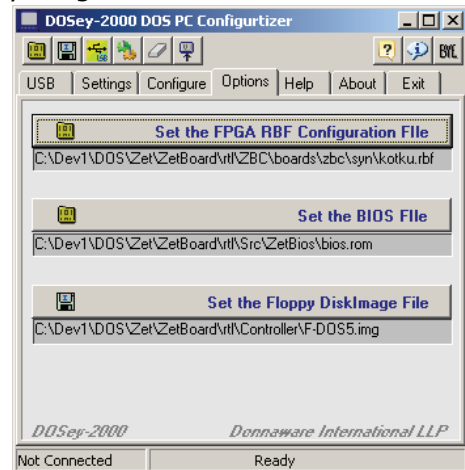 DOSey-2000 DOS PC Configurtizer
BYE
USB Settings Configure Options Help About Exit
Set the FPGA RBF Configuration FIle
C:\Dev1\DOS\Zet\ZetBoard\rtl\ZBC\boards\zbc\syn\kotku.rbf
Set the BIOS FIle
C:\Dev1\DOS\Zet\ZetBoard\rtl\Src\ZetBios\bios.rom
Set the Floppy DiskImage File
C:\Dev1\DOS\Zet\ZetBoard\rtl\Controller\F-DOS5.img
DOSey-2000 Donnaware International LLP
Not Connected Ready